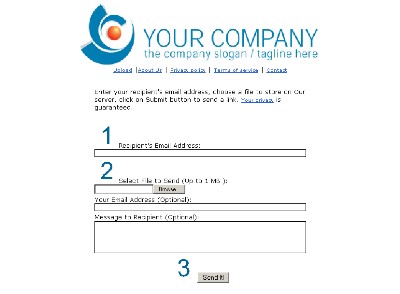 YOUR COMPANY
the company slogan / tagline here
Upload | About Us | Privacy policy | Terms of service | Contact
Enter your recipient's email address, choose a file to store on Our
server, click on Submit button to send a link. Your privacy is
guaranteed.
1 Recipient's Email Address:
2 Select File to Send (Up to 1 MB ):
Browse...
Your Email Address (Optional):
Message to Recipient (Optional):
3 Send It!